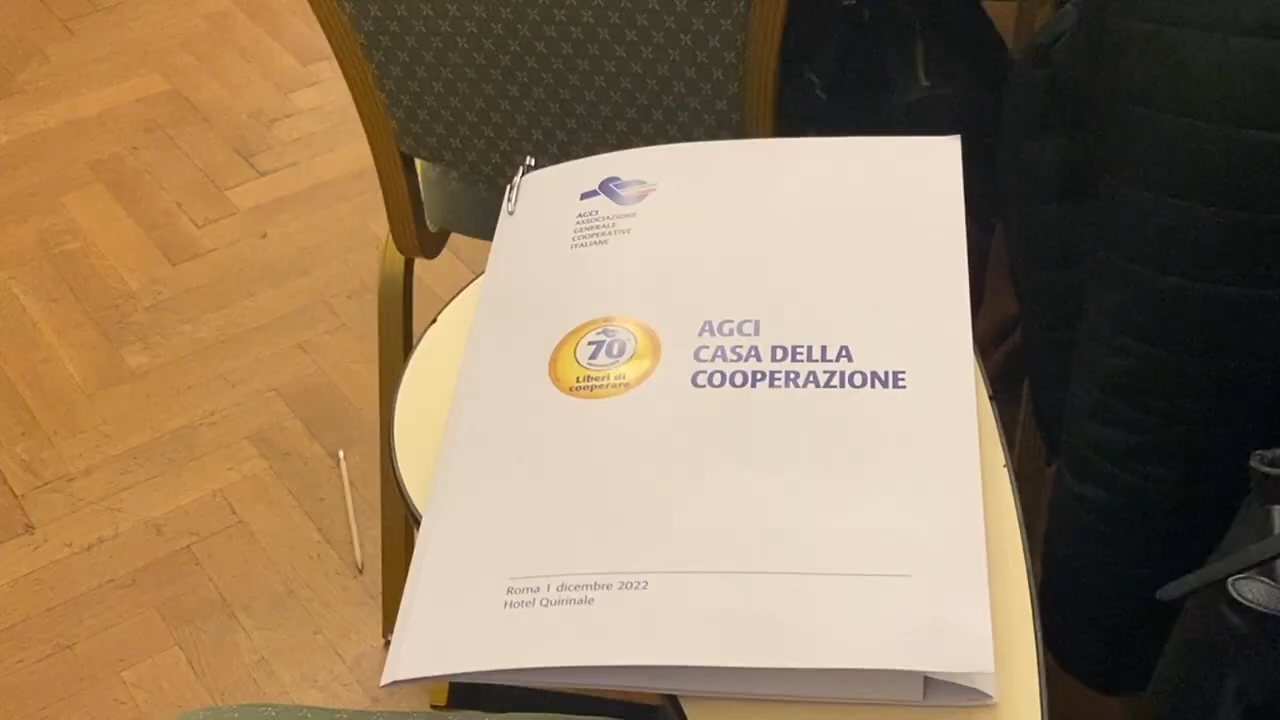 AGCI
ASSOCIAZIONE
GENERALE
COOPERATIVE
ITALIANE
70°
Liberi di
cooperare
AGCI
CASA DELLA
COOPERAZIONE
Roma 1 dicembre 2022
Hotel Quirinale